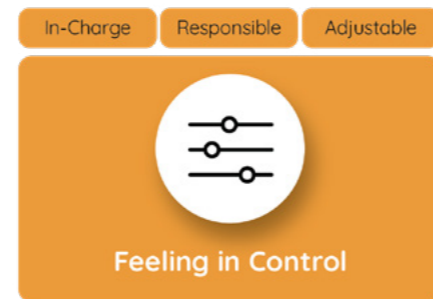 In-Charge
Responsible
Adjustable
Feeling in Control